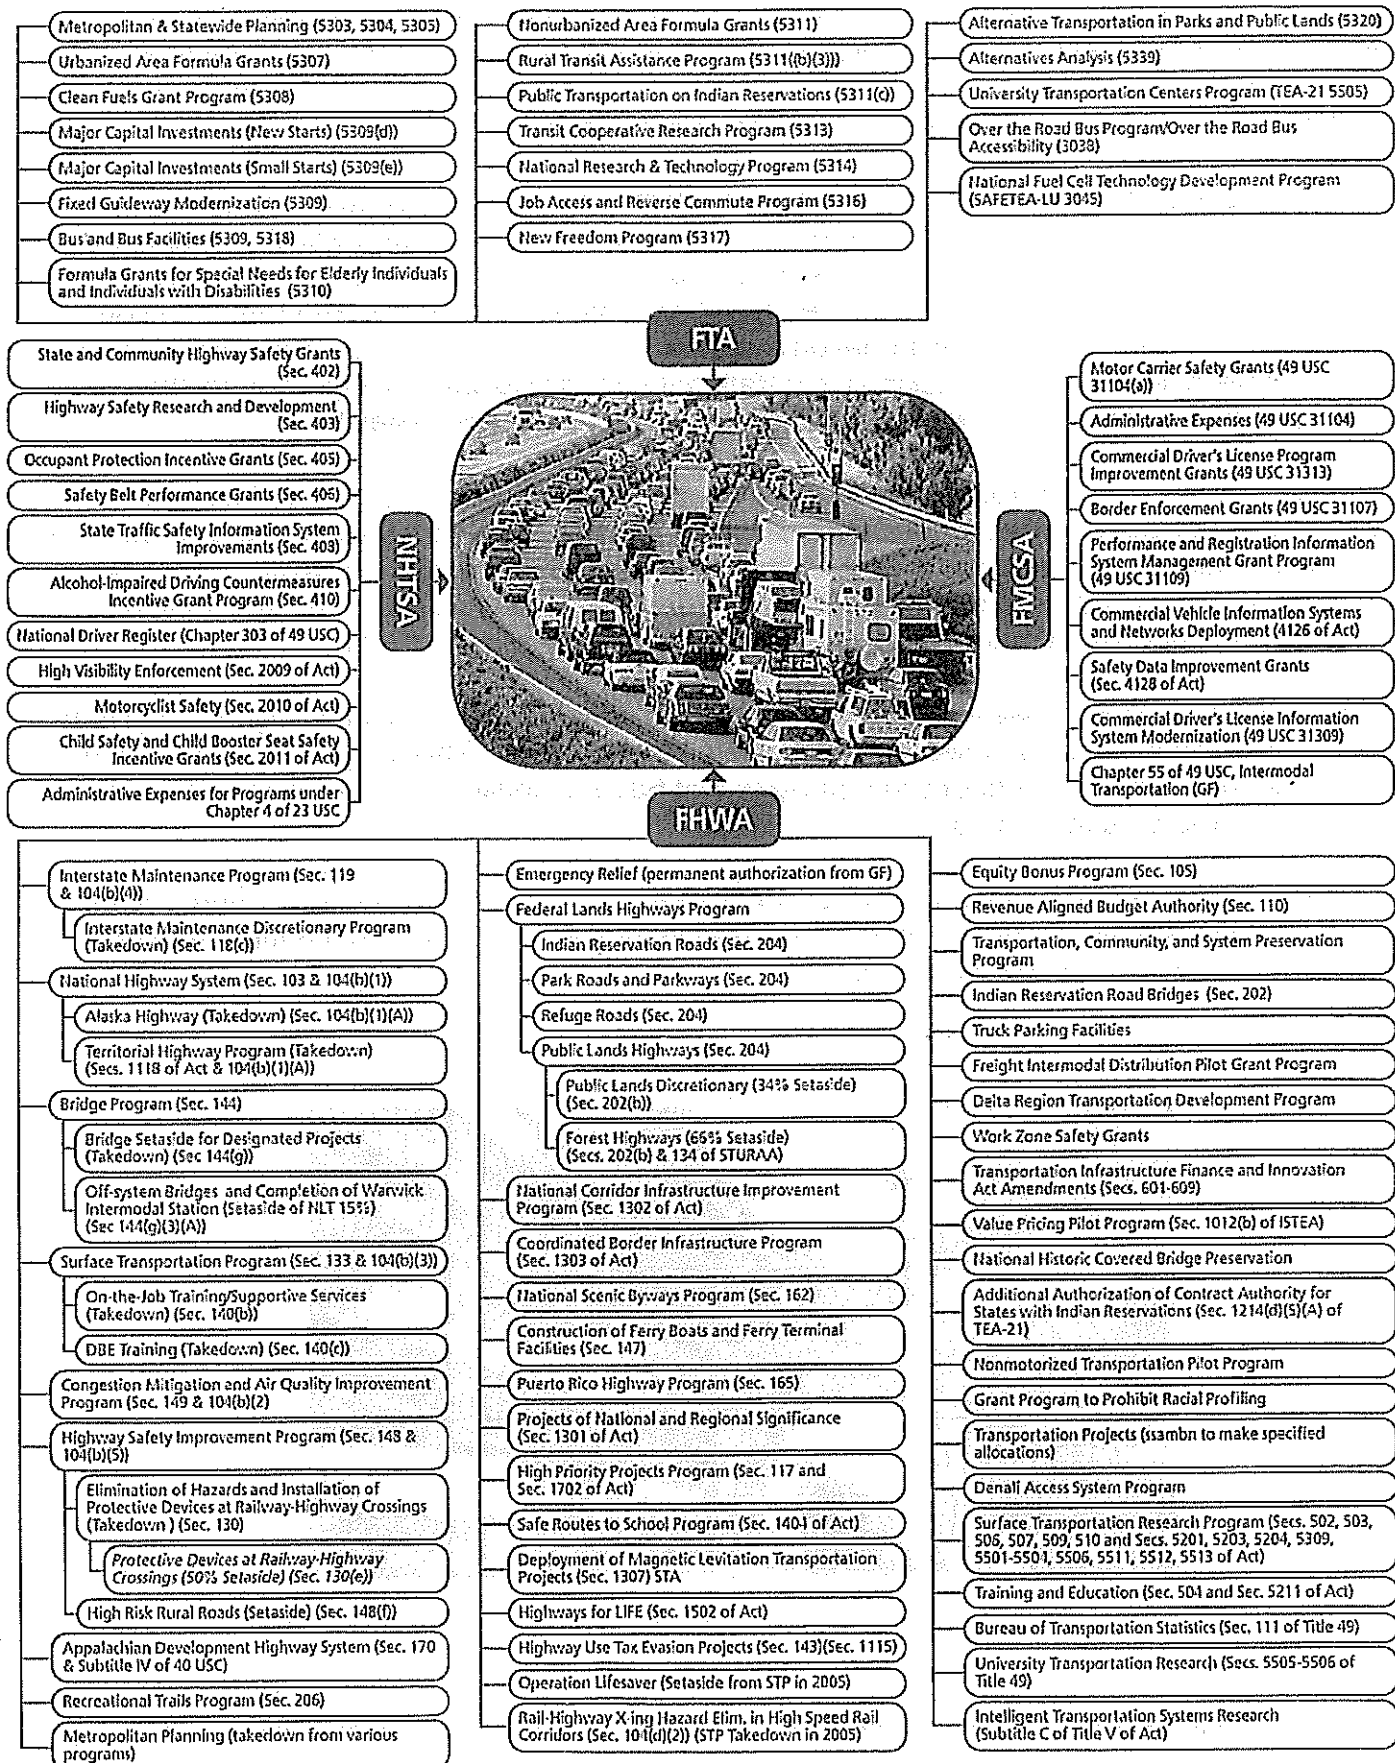 Metropolitan & Statewide Planning (5303, 5304, 5305)
Urbanized Area Formula Grants (5307)
Clean Fuels Grant Program (5308)
Major Capital Investments (New Starts) (5309(d))
Major Capital Investments (Small Starts) (5309(e))
Fixed Guideway Modernization (5309)
Bus and Bus Facilities (5309, 5318)
Formula Grants for Special Needs for Elderly Individuals
and Individuals with Disabilities (5310)
Nonurbanized Area Formula Grants (5311)
Rural Transit Assistance Program (5311((b)(3)))
Public Transportation on Indian Reservations (5311(c))
Transit Cooperative Research Program (5313)
National Research & Technology Program (5314)
Job Access and Reverse Commute Program (5316)
New Freedom Program (5317)
Alternative Transportation in Parks and Public Lands (5320)
Alternatives Analysis (5339)
University Transportation Centers Program (TEA-21 5505)
Over the Road Bus Program/Over the Road Bus
Accessibility (3038)
National Fuel Cell Technology Development Program
(SAFETEA-LU 3045)
FTA
State and Community Highway Safety Grants
(Sec. 402)
Highway Safety Research and Development
(Sec. 403)
Occupant Protection Incentive Grants (Sec. 405)
Safety Belt Performance Grants (Sec. 406)
State Traffic Safety Information System
Improvements (Sec. 408)
Alcohol-Impaired Driving Countermeasures
Incentive Grant Program (Sec. 410)
National Driver Register (Chapter 303 of 49 USC)
High Visibility Enforcement (Sec. 2009 of Act)
Motorcyclist Safety (Sec. 2010 of Act)
Child Safety and Child Booster Seat Safety
Incentive Grants (Sec. 2011 of Act)
Administrative Expenses for Programs under
Chapter 4 of 23 USC
NHTSA
FMCSA
Motor Carrier Safety Grants (49 USC
31104(a))
Administrative Expenses (49 USC 31104)
Commercial Driver's License Program
Improvement Grants (49 USC 31313)
Border Enforcement Grants (49 USC 31107)
Performance and Registration Information
System Management Grant Program
(49 USC 31109)
Commercial Vehicle Information Systems
and Networks Deployment (4126 of Act)
Safety Data Improvement Grants
(Sec. 4128 of Act)
Commercial Driver's License Information
System Modernization (49 USC 31309)
Chapter 55 of 49 USC, Intermodal
Transportation (GF)
FHWA
Interstate Maintenance Program (Sec. 119
& 104(b)(4))
Interstate Maintenance Discretionary Program
(Takedown) (Sec. 118(c))
National Highway System (Sec. 103 & 104(b)(1))
Alaska Highway (Takedown) (Sec. 104(b)(1)(A))
Territorial Highway Program (Takedown)
(Secs. 1118 of Act & 104(b)(1)(A))
Bridge Program (Sec. 144)
Bridge Setaside for Designated Projects
(Takedown) (Sec 144(g))
Off-system Bridges and Completion of Warwick
Intermodal Station (Setaside of NLT 15%)
(Sec 144(g)(3)(A))
Surface Transportation Program (Sec. 133 & 104(b)(3))
On-the-Job Training/Supportive Services
(Takedown) (Sec. 140(b))
DBE Training (Takedown) (Sec. 140(c))
Congestion Mitigation and Air Quality Improvement
Program (Sec. 149 & 104(b)(2)
Highway Safety Improvement Program (Sec. 148 &
104(b)(5))
Elimination of Hazards and Installation of
Protective Devices at Railway-Highway Crossings
(Takedown ) (Sec. 130)
Protective Devices at Railway-Highway
Crossings (50% Setaside) (Sec. 130(e))
High Risk Rural Roads (Setaside) (Sec. 148(f))
Appalachian Development Highway System (Sec. 170
& Subtitle IV of 40 USC)
Recreational Trails Program (Sec. 206)
Metropolitan Planning (takedown from various
programs)
Emergency Relief (permanent authorization from GF)
Federal Lands Highways Program
Indian Reservation Roads (Sec. 204)
Park Roads and Parkways (Sec. 204)
Refuge Roads (Sec. 204)
Public Lands Highways (Sec. 204)
Public Lands Discretionary (34% Setaside)
(Sec. 202(b))
Forest Highways (66% Setaside)
(Secs. 202(b) & 134 of STURAA)
National Corridor Infrastructure Improvement
Program (Sec. 1302 of Act)
Coordinated Border Infrastructure Program
(Sec. 1303 of Act)
National Scenic Byways Program (Sec. 162)
Construction of Ferry Boats and Ferry Terminal
Facilities (Sec. 147)
Puerto Rico Highway Program (Sec. 165)
Projects of National and Regional Significance
(Sec. 1301 of Act)
High Priority Projects Program (Sec. 117 and
Sec. 1702 of Act)
Safe Routes to School Program (Sec. 1404 of Act)
Deployment of Magnetic Levitation Transportation
Projects (Sec. 1307) STA
Highways for LIFE (Sec. 1502 of Act)
Highway Use Tax Evasion Projects (Sec. 143)(Sec. 1115)
Operation Lifesaver (Setaside from STP in 2005)
Rail-Highway X-ing Hazard Elim. in High Speed Rail
Corridors (Sec. 104(d)(2)) (STP Takedown in 2005)
Equity Bonus Program (Sec. 105)
Revenue Aligned Budget Authority (Sec. 110)
Transportation, Community, and System Preservation
Program
Indian Reservation Road Bridges (Sec. 202)
Truck Parking Facilities
Freight Intermodal Distribution Pilot Grant Program
Delta Region Transportation Development Program
Work Zone Safety Grants
Transportation Infrastructure Finance and Innovation
Act Amendments (Secs. 601-609)
Value Pricing Pilot Program (Sec. 1012(b) of ISTEA)
National Historic Covered Bridge Preservation
Additional Authorization of Contract Authority for
States with Indian Reservations (Sec. 1214(d)(5)(A) of
TEA-21)
Nonmotorized Transportation Pilot Program
Grant Program to Prohibit Racial Profiling
Transportation Projects (ssambn to make specified
allocations)
Denali Access System Program
Surface Transportation Research Program (Secs. 502, 503,
506, 507, 509, 510 and Secs. 5201, 5203, 5204, 5309,
5501-5504, 5506, 5511, 5512, 5513 of Act)
Training and Education (Sec. 504 and Sec. 5211 of Act)
Bureau of Transportation Statistics (Sec. 111 of Title 49)
University Transportation Research (Secs. 5505-5506 of
Title 49)
Intelligent Transportation Systems Research
(Subtitle C of Title V of Act)